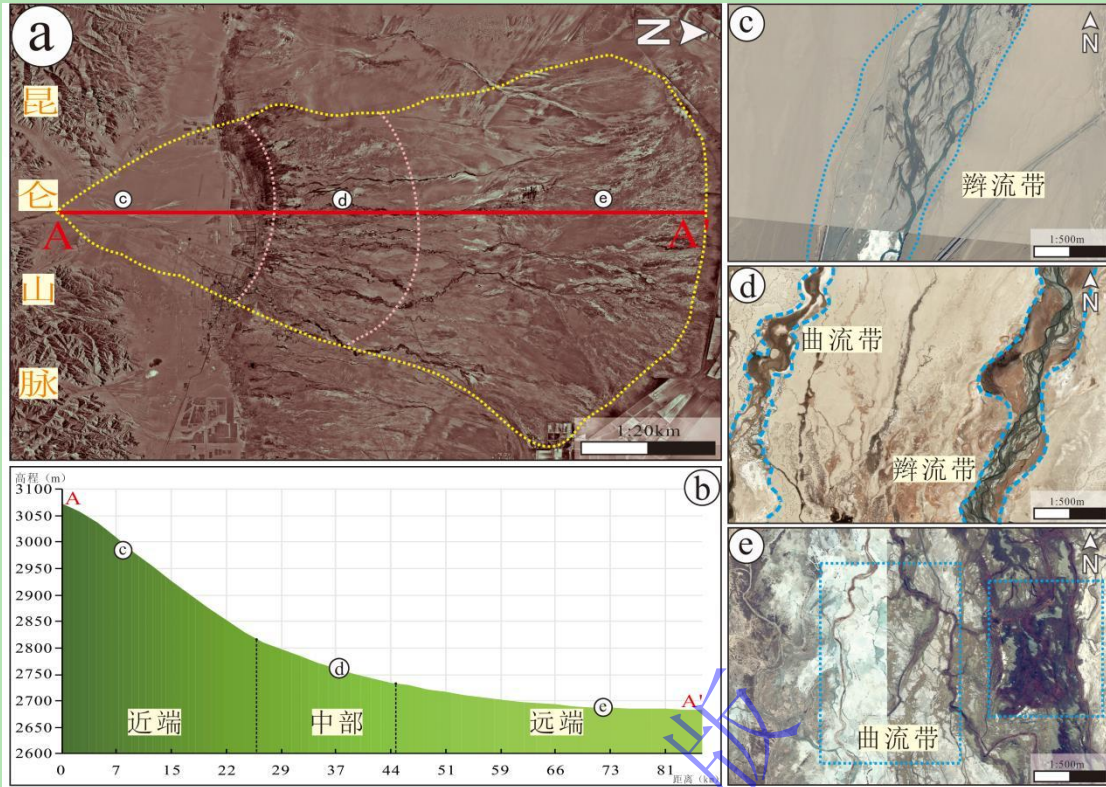 a
N
昆
仑
山
脉
c
d
e
A
A'
1:20km
b
高程（m）
3100
3050
3000
2950
2900
2850
2800
2750
2700
2650
2600
A
c
d
e
A'
近端
中部
远端
0
7
15
22
29
37
44
51
59
66
73
81
距离（km）
c
N
辫流带
1:500m
d
N
曲流带
辫流带
1:500m
e
N
曲流带
1:500m